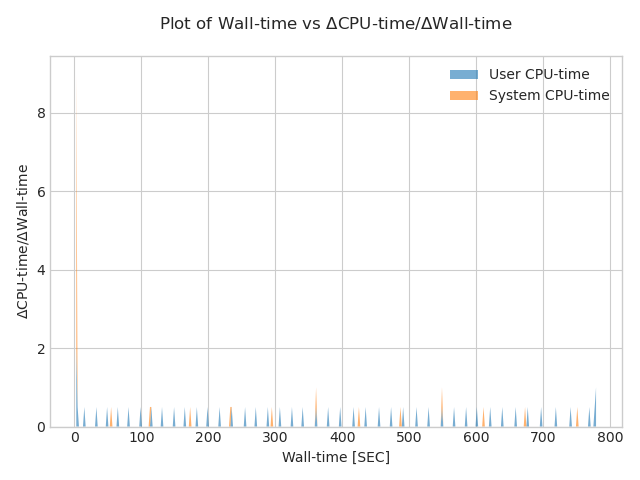 Plot of Wall-time vs ΔCPU-time/ΔWall-time
User CPU-time
System CPU-time
ΔCPU-time/ΔWall-time
8
6
4
2
0
0 100 200 300 400 500 600 700 800
Wall-time [SEC]